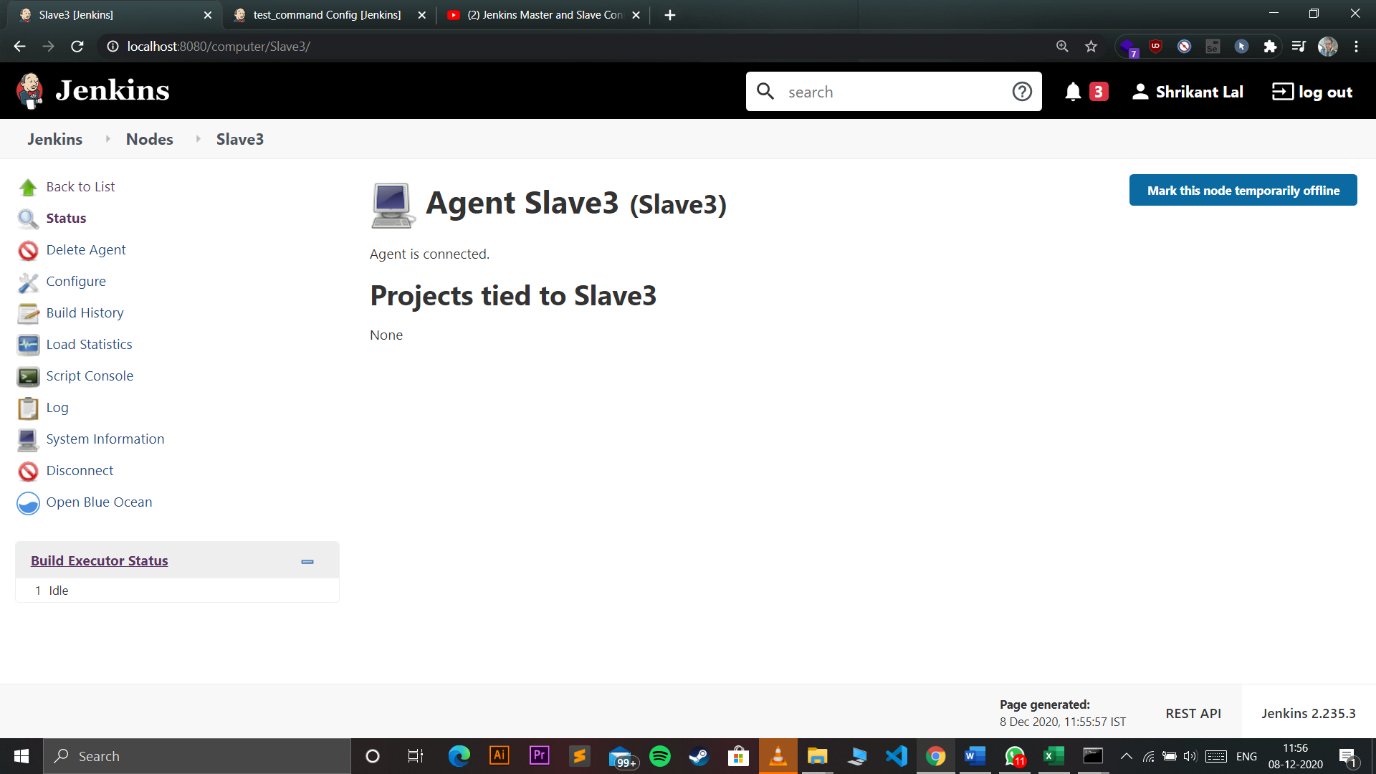 Slave3 [Jenkins]
test_command Config [Jenkins]
(2) Jenkins Master and Slave Con
localhost:8080/computer/Slave3/
7
Jenkins
search
3
Shrikant Lal
log out
Jenkins
Nodes
Slave3
Back to List
Status
Delete Agent
Configure
Build History
Load Statistics
Script Console
Log
System Information
Disconnect
Open Blue Ocean
Build Executor Status
1 Idle
Agent Slave3 (Slave3)
Mark this node temporarily offline
Agent is connected.
Projects tied to Slave3
None
Page generated:
8 Dec 2020, 11:55:57 IST
REST API
Jenkins 2.235.3
Search
Ai
Pr
99+
11
ENG
11:56
08-12-2020
1